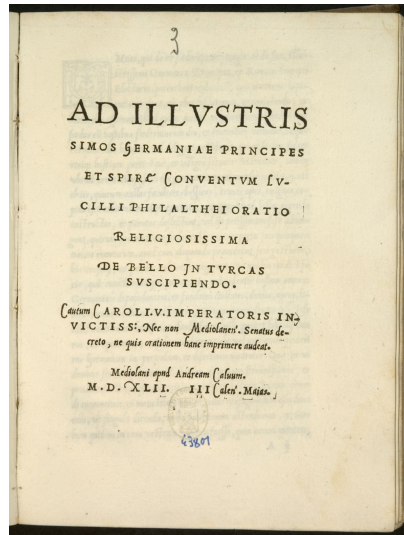 3
AD ILLVSTRIS
SIMOS GERMANIAE PRINCIPES
ET SPIRĘ CONVENTVM LV-
CILLI PHILALTHEI ORATIO
RELIGIOSISSIMA
DE BELLO IN TVRCAS
SVSCIPIENDO.
Cautum CAROLI.V.IMPERATORIS IN-
VICTISS:, Nec non Mediolanen̄. Senatus de-
creto, ne quis orationem hanc imprimere audeat.
Mediolani apud Andream Caluum.
M. D. XLII. III Calen̄. Maias.
43801